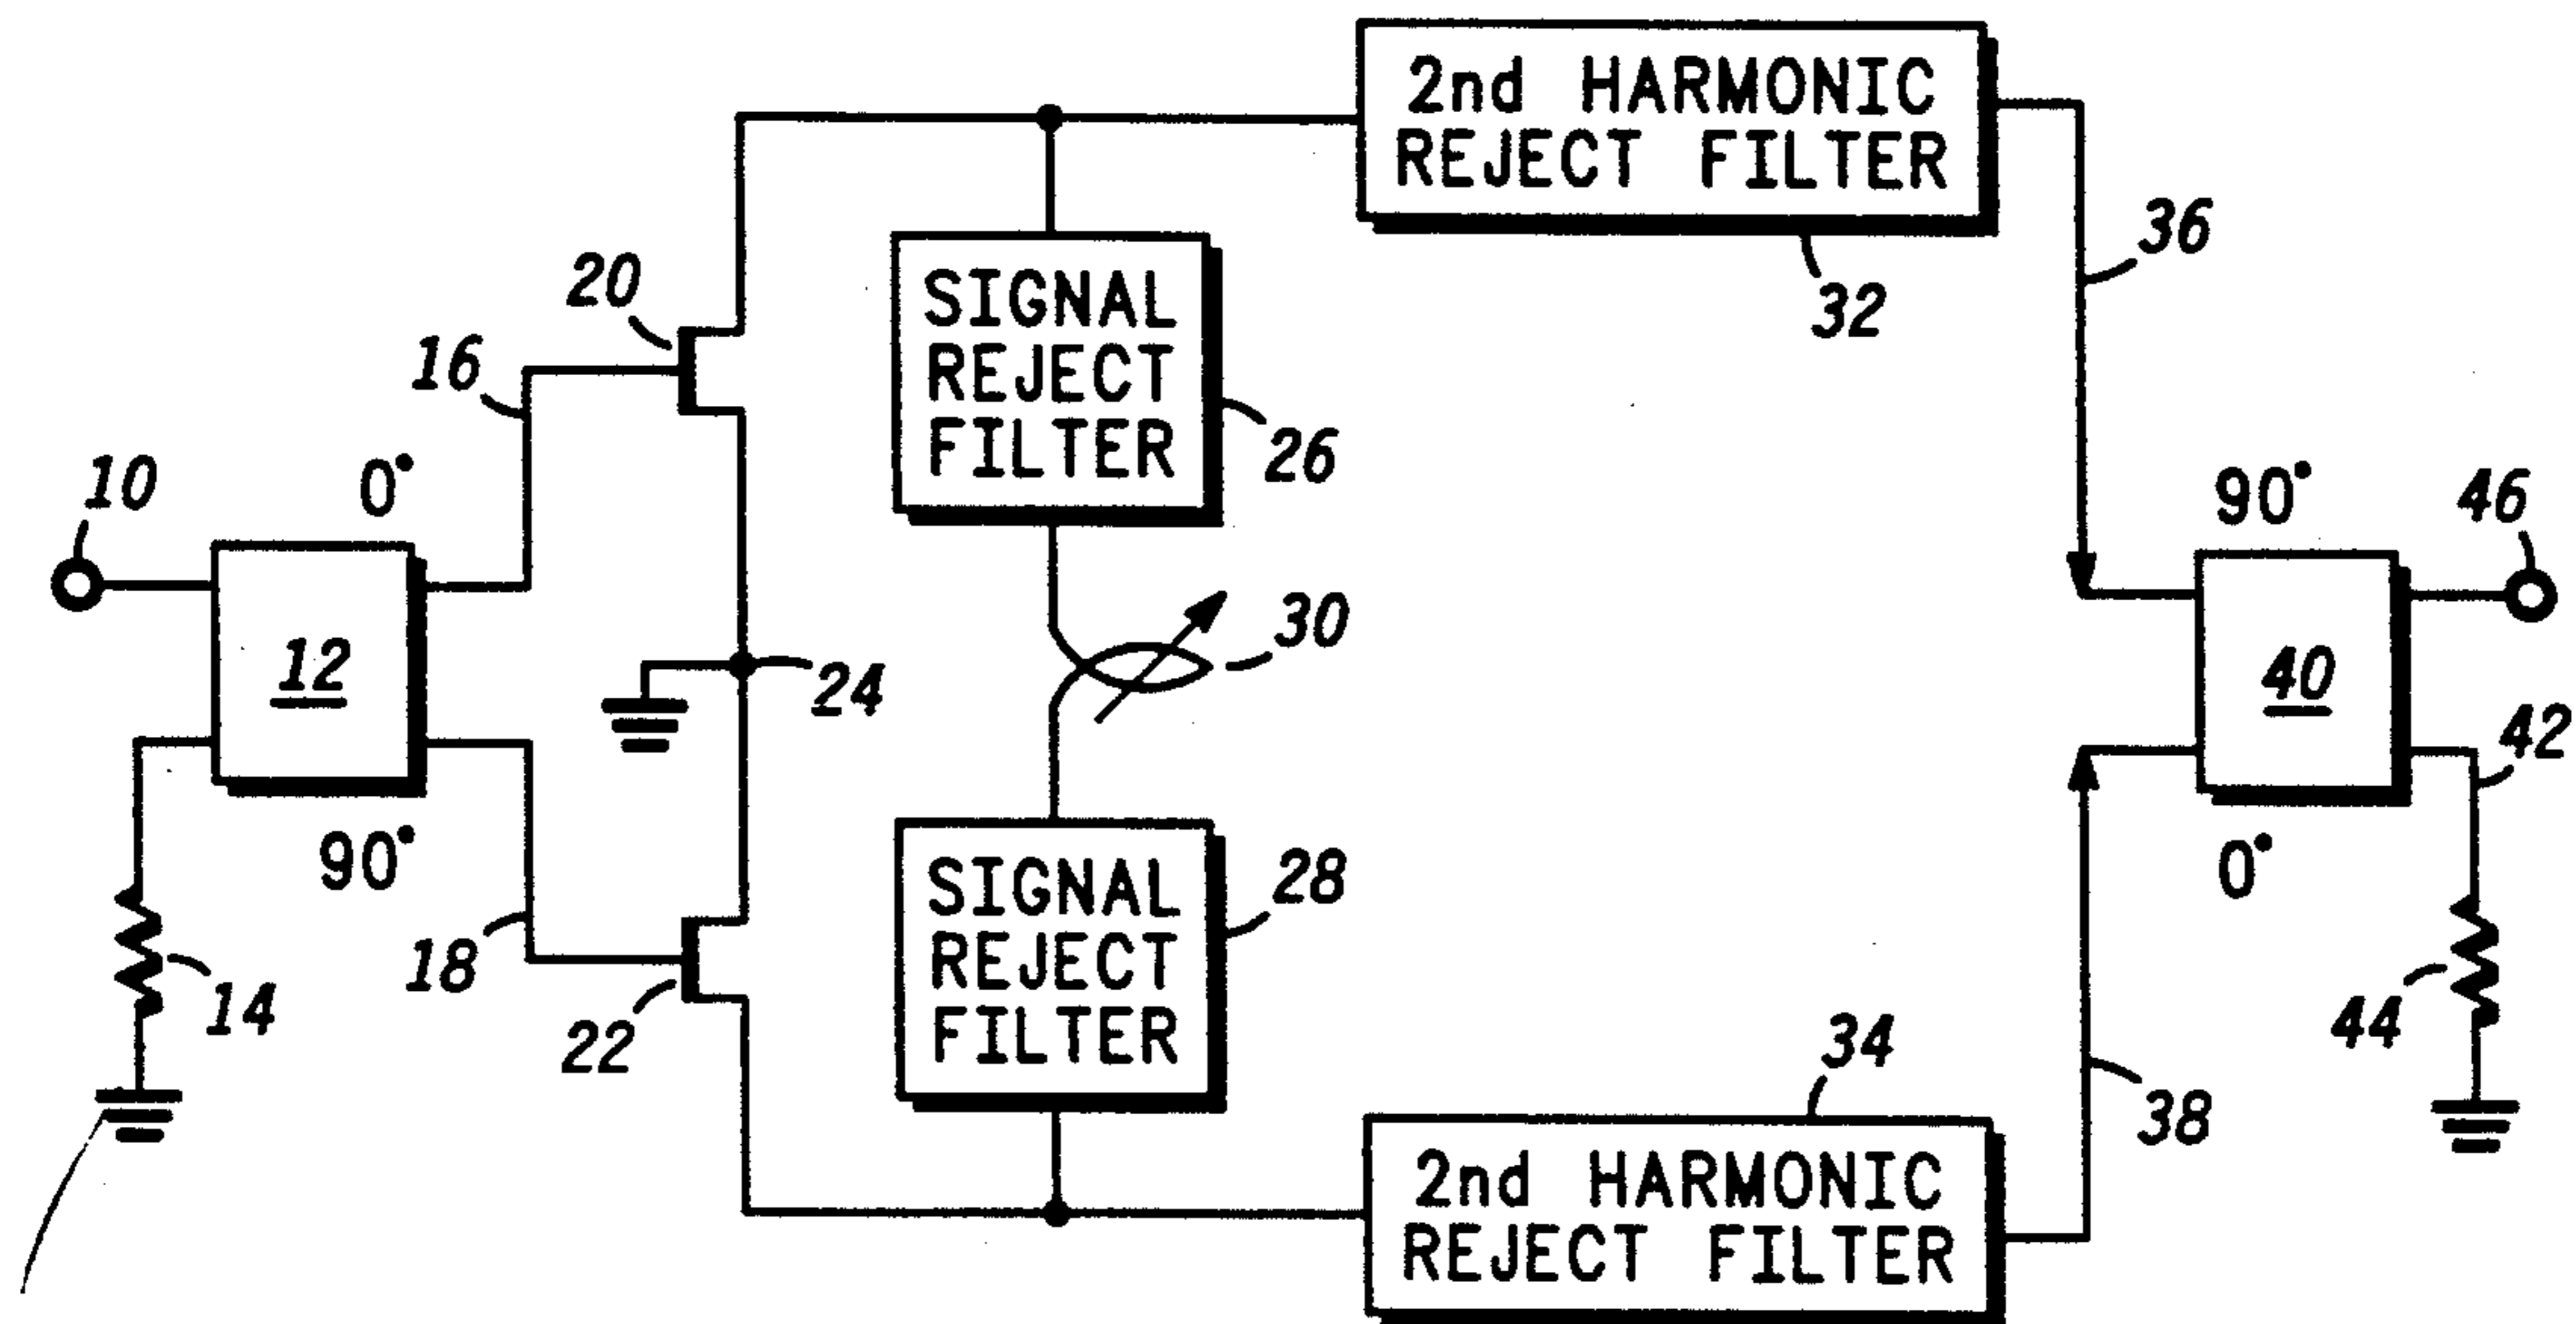 2nd HARMONIC
REJECT FILTER
36
32
20
SIGNAL
REJECT
FILTER
26
16
0°
10
90°
46
12
24
30
40
42
90°
18
22
14
SIGNAL
REJECT
FILTER
28
0°
44
34
38
2nd HARMONIC
REJECT FILTER